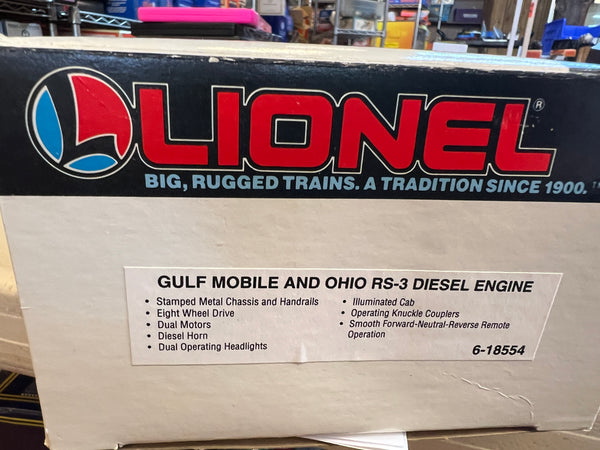 LIONEL®
BIG, RUGGED TRAINS. A TRADITION SINCE 1900.™
GULF MOBILE AND OHIO RS-3 DIESEL ENGINE
• Stamped Metal Chassis and Handrails
• Eight Wheel Drive
• Dual Motors
• Diesel Horn
• Dual Operating Headlights
• Illuminated Cab
• Operating Knuckle Couplers
• Smooth Forward-Neutral-Reverse Remote
Operation
6-18554